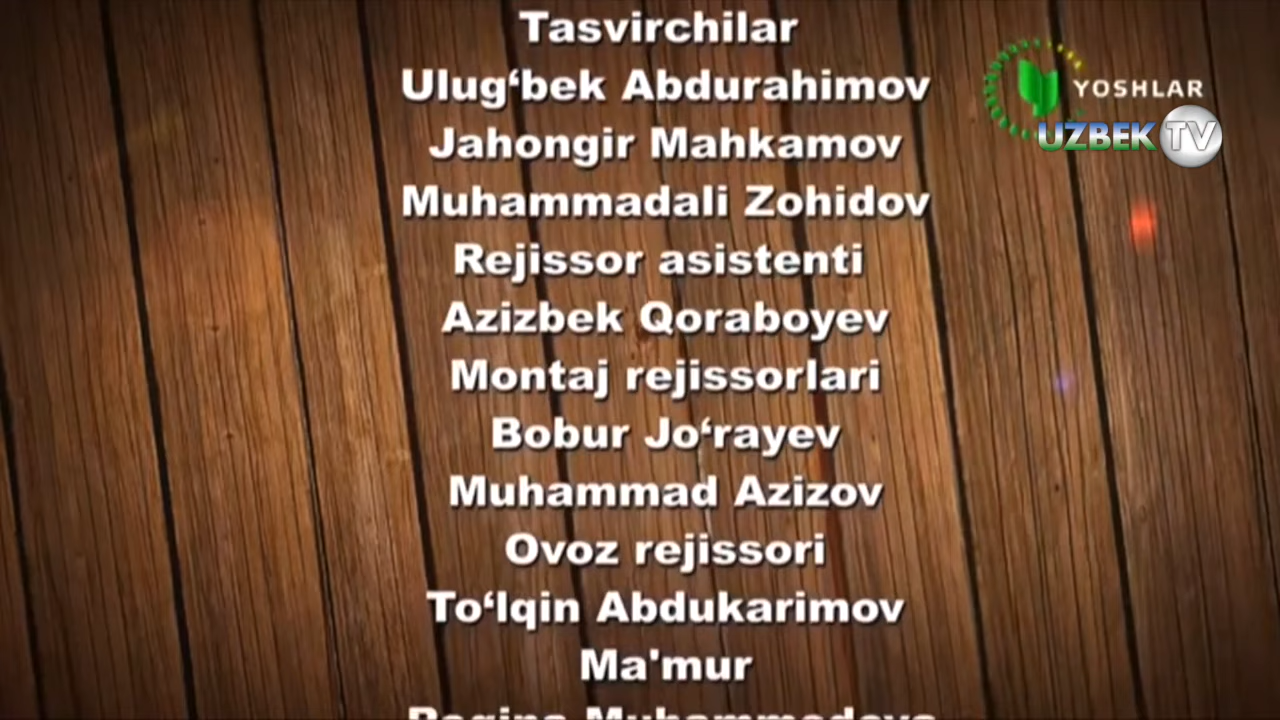 Tasvirchilar
Ulug‘bek Abdurahimov
Jahongir Mahkamov
Muhammadali Zohidov
Rejissor asistenti
Azizbek Qoraboyev
Montaj rejissorlari
Bobur Jo‘rayev
Muhammad Azizov
Ovoz rejissori
To‘lqin Abdukarimov
Ma'mur
YOSHLAR
UZBEK TV